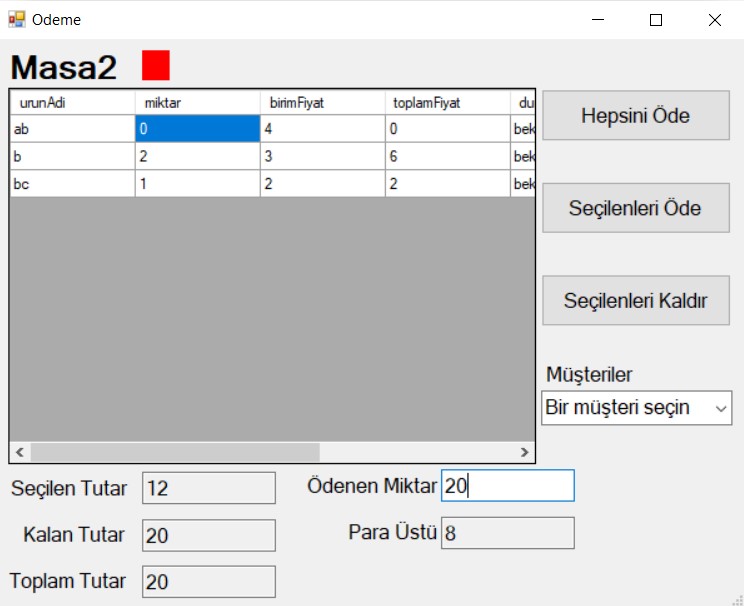 Odeme
Masa2
urunAdi miktar birimFiyat toplamFiyat du
ab 0 4 0 bek
b 2 3 6 bek
bc 1 2 2 bek
Hepsini Öde
Seçilenleri Öde
Seçilenleri Kaldır
Müşteriler
Bir müşteri seçin
Seçilen Tutar 12 Ödenen Miktar 20
Kalan Tutar 20 Para Üstü 8
Toplam Tutar 20